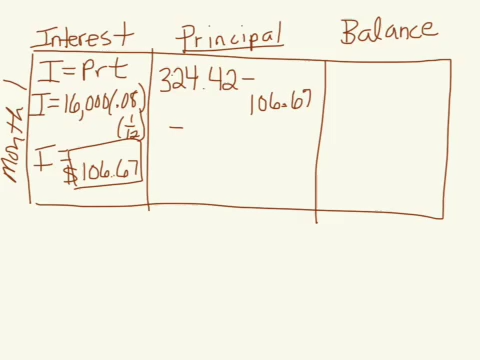 Interest Principal Balance
Month 1
I=Prt
I=16,000(.08)
(1/12)
I=
$106.67
324.42-
106.67
-